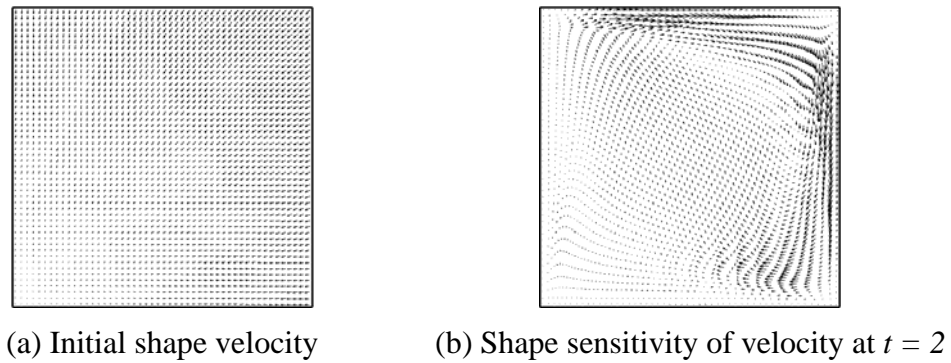 (a) Initial shape velocity
(b) Shape sensitivity of velocity at t = 2